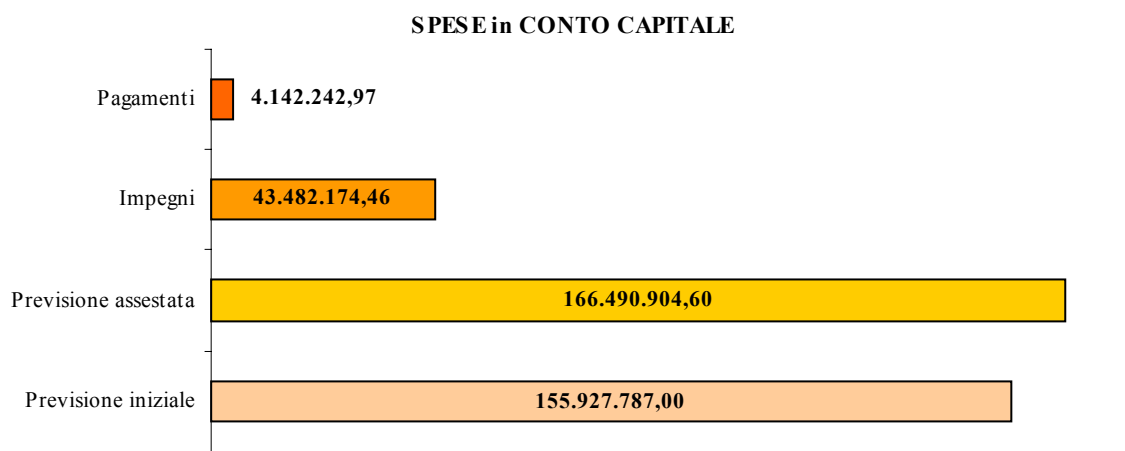 SPESE in CONTO CAPITALE
Pagamenti 4.142.242,97
Impegni 43.482.174,46
Previsione assestata 166.490.904,60
Previsione iniziale 155.927.787,00